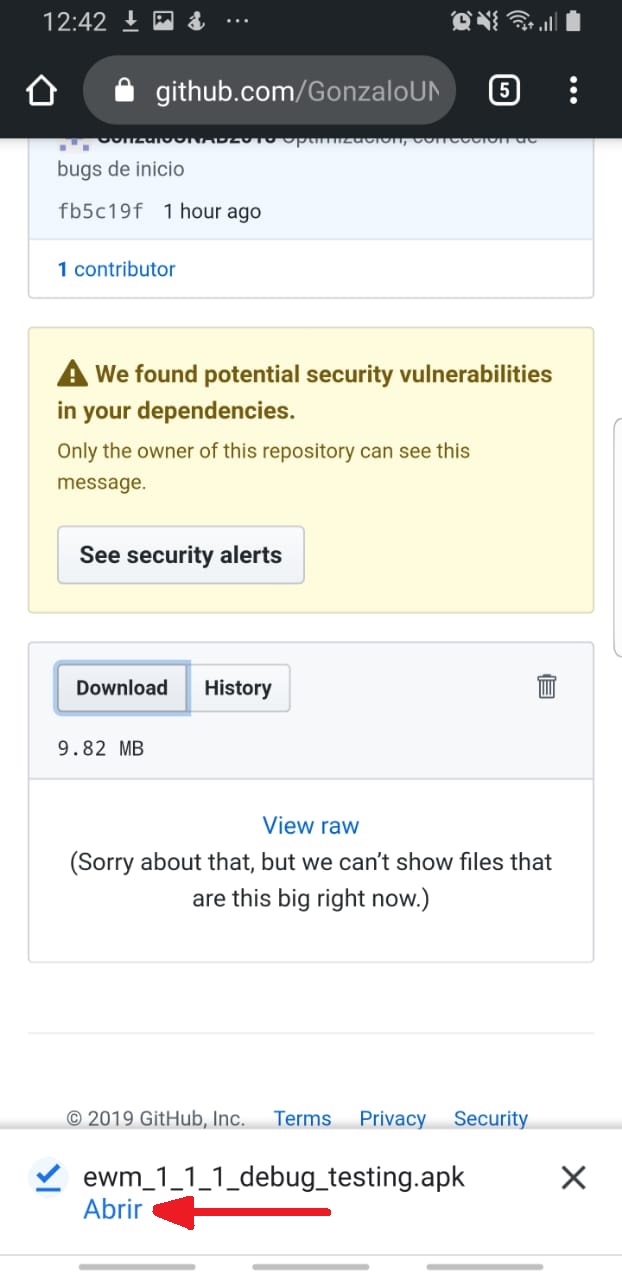 12:42
5
github.com/GonzaloUN
GonzaloUNAD2018 Optimización, corrección de
bugs de inicio
fb5c19f 1 hour ago
1 contributor
We found potential security vulnerabilities
in your dependencies.
Only the owner of this repository can see this
message.
See security alerts
Download History
9.82 MB
View raw
(Sorry about that, but we can’t show files that
are this big right now.)
© 2019 GitHub, Inc. Terms Privacy Security
ewm_1_1_1_debug_testing.apk
Abrir